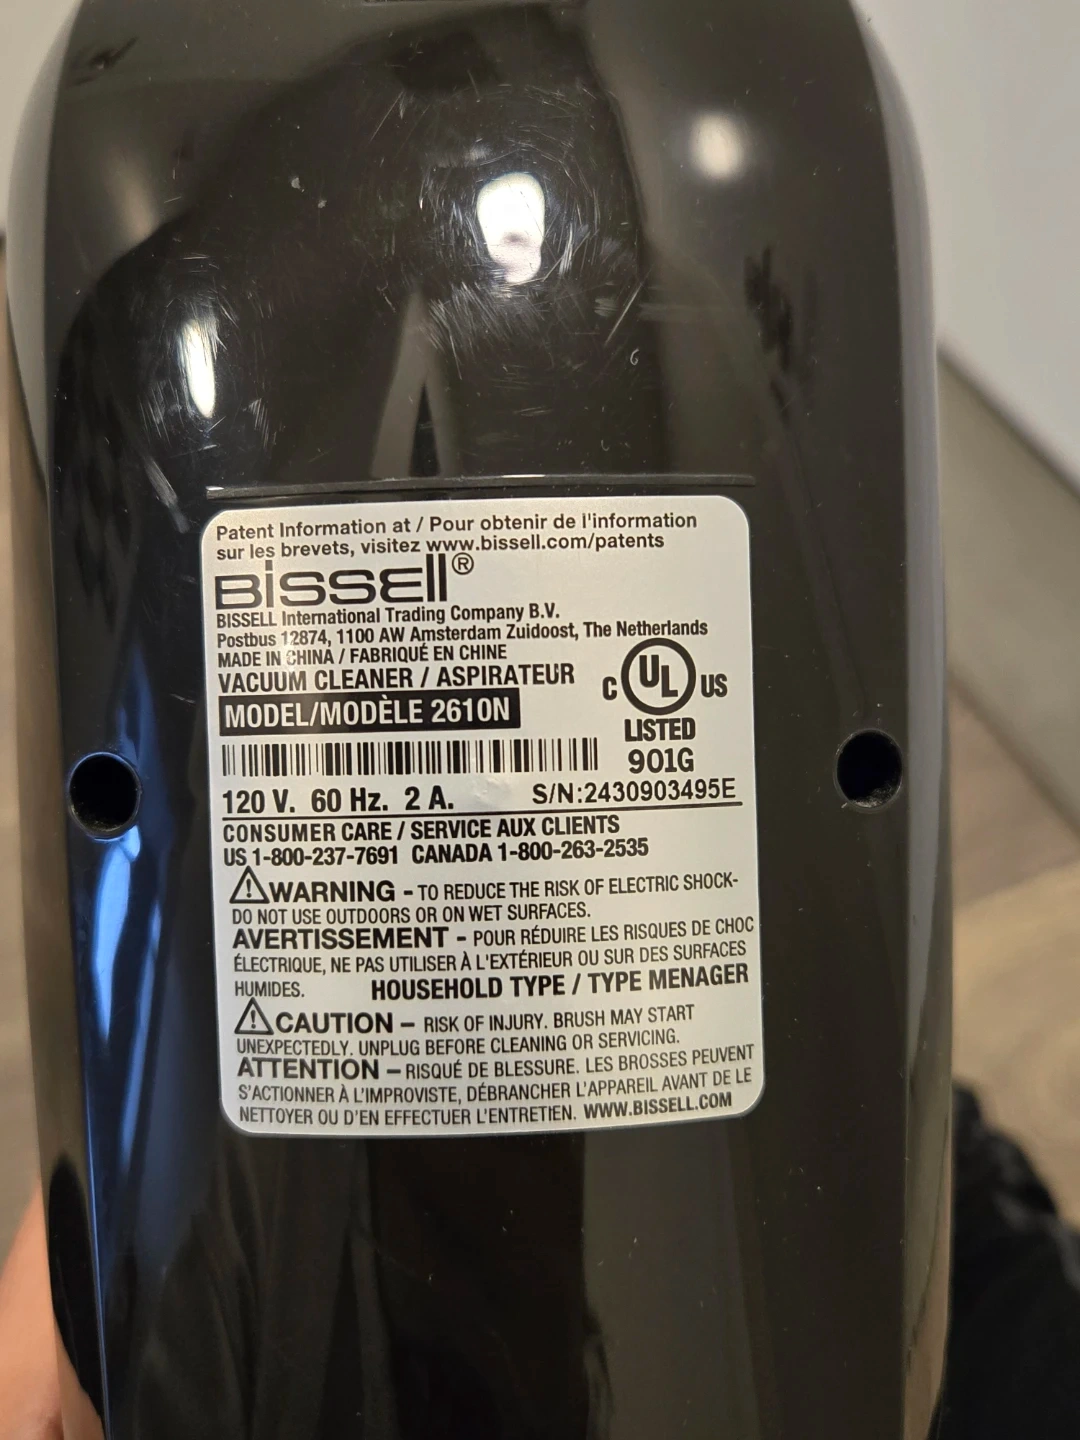 Patent Information at / Pour obtenir de l'information
sur les brevets, visitez www.bissell.com/patents
BISSELL®
BISSELL International Trading Company B.V.
Postbus 12874, 1100 AW Amsterdam Zuidoost, The Netherlands
MADE IN CHINA / FABRIQUÉ EN CHINE
VACUUM CLEANER / ASPIRATEUR
C UL US
MODEL/MODÈLE 2610N
LISTED
901G
120 V. 60 Hz. 2 A. S/N:2430903495E
CONSUMER CARE / SERVICE AUX CLIENTS
US 1-800-237-7691 CANADA 1-800-263-2535
WARNING - TO REDUCE THE RISK OF ELECTRIC SHOCK-
DO NOT USE OUTDOORS OR ON WET SURFACES.
AVERTISSEMENT - POUR RÉDUIRE LES RISQUES DE CHOC
ÉLECTRIQUE, NE PAS UTILISER À L'EXTÉRIEUR OU SUR DES SURFACES
HUMIDES. HOUSEHOLD TYPE / TYPE MENAGER
CAUTION – RISK OF INJURY. BRUSH MAY START
UNEXPECTEDLY. UNPLUG BEFORE CLEANING OR SERVICING.
ATTENTION – RISQUÉ DE BLESSURE. LES BROSSES PEUVENT
S'ACTIONNER À L'IMPROVISTE, DÉBRANCHER L'APPAREIL AVANT DE LE
NETTOYER OU D'EN EFFECTUER L'ENTRETIEN. WWW.BISSELL.COM